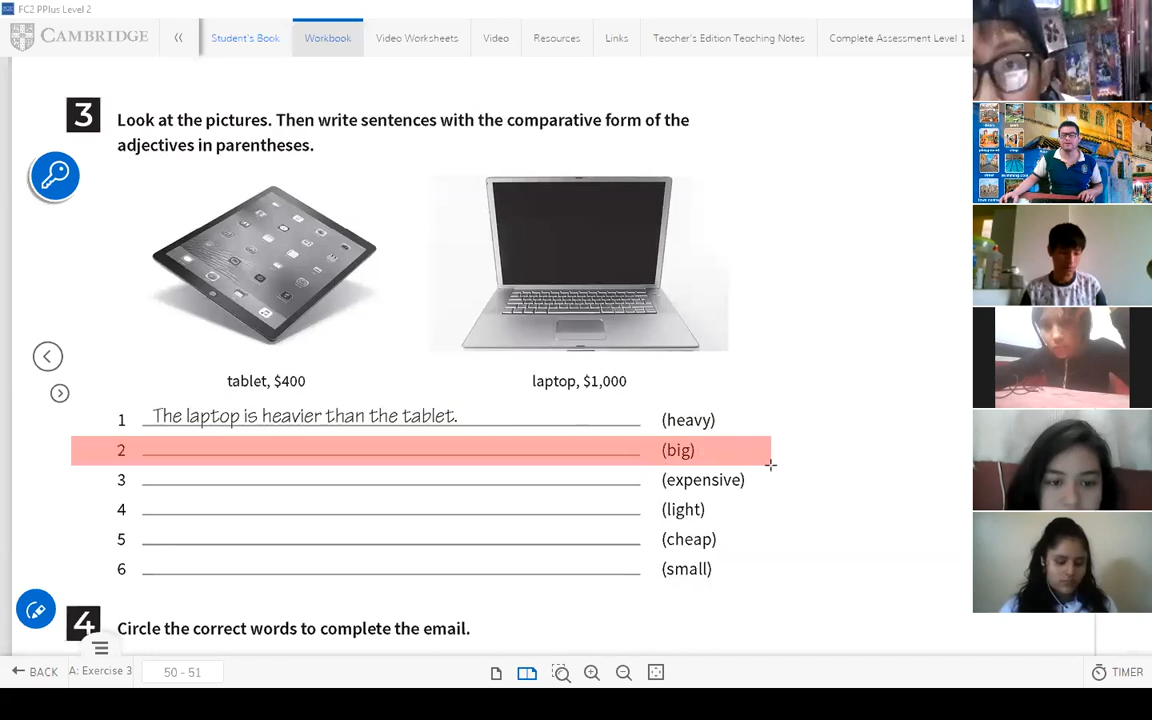 FC2 PPlus Level 2
CAMBRIDGE
Student's Book
Workbook
Video Worksheets
Video
Resources
Links
Teacher's Edition Teaching Notes
Complete Assessment Level 1
3 Look at the pictures. Then write sentences with the comparative form of the
adjectives in parentheses.
tablet, $400
laptop, $1,000
1 The laptop is heavier than the tablet. (heavy)
2 (big)
3 (expensive)
4 (light)
5 (cheap)
6 (small)
4 Circle the correct words to complete the email.
BACK
A: Exercise 3
50 - 51
TIMER